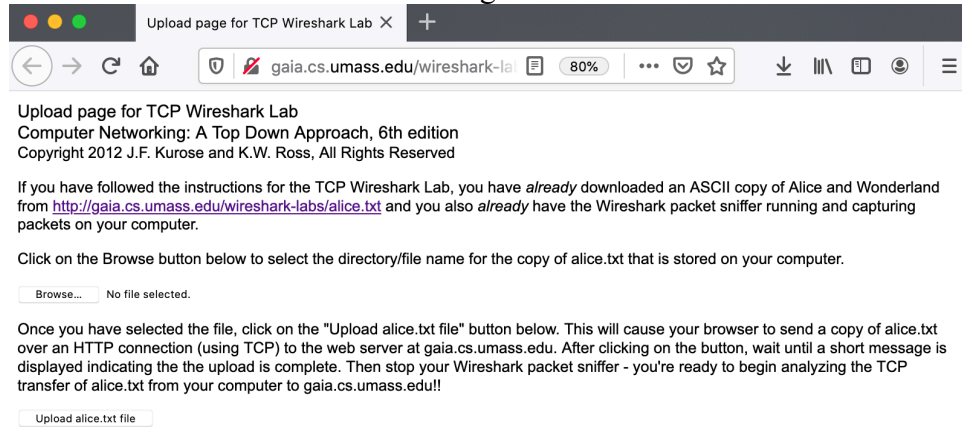 Upload page for TCP Wireshark Lab
gaia.cs.umass.edu/wireshark-la
80%
Upload page for TCP Wireshark Lab
Computer Networking: A Top Down Approach, 6th edition
Copyright 2012 J.F. Kurose and K.W. Ross, All Rights Reserved
If you have followed the instructions for the TCP Wireshark Lab, you have already downloaded an ASCII copy of Alice and Wonderland
from http://gaia.cs.umass.edu/wireshark-labs/alice.txt and you also already have the Wireshark packet sniffer running and capturing
packets on your computer.
Click on the Browse button below to select the directory/file name for the copy of alice.txt that is stored on your computer.
Browse... No file selected.
Once you have selected the file, click on the "Upload alice.txt file" button below. This will cause your browser to send a copy of alice.txt
over an HTTP connection (using TCP) to the web server at gaia.cs.umass.edu. After clicking on the button, wait until a short message is
displayed indicating the the upload is complete. Then stop your Wireshark packet sniffer - you're ready to begin analyzing the TCP
transfer of alice.txt from your computer to gaia.cs.umass.edu!!
Upload alice.txt file